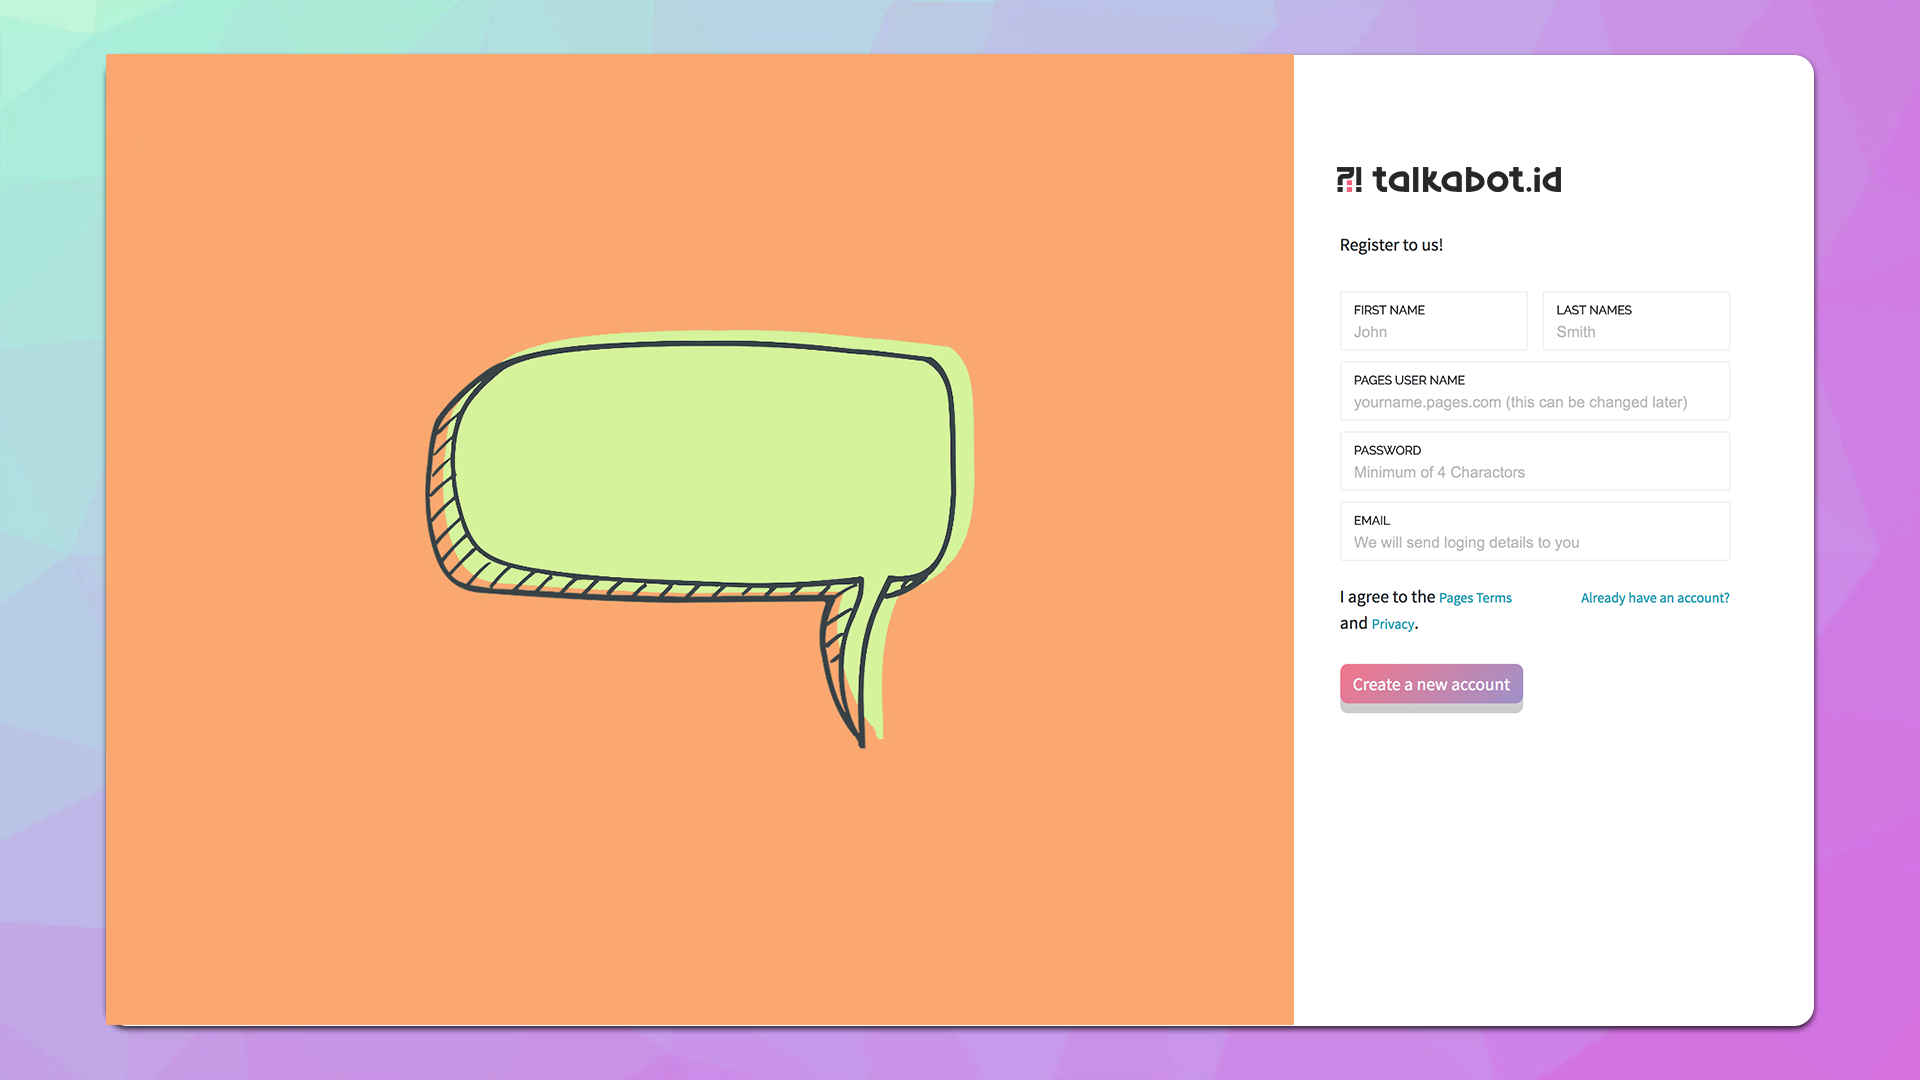 ?! talkabot.id
Register to us!
FIRST NAME
John
LAST NAMES
Smith
PAGES USER NAME
yourname.pages.com (this can be changed later)
PASSWORD
Minimum of 4 Charactors
EMAIL
We will send loging details to you
I agree to the Pages Terms
and Privacy.
Already have an account?
Create a new account